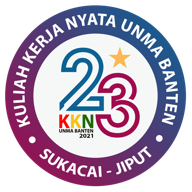 KULIAH KERJA NYATA UNMA BANTEN
23
KKN
UNMA BANTEN
2021
SUKACAI - JIPUT